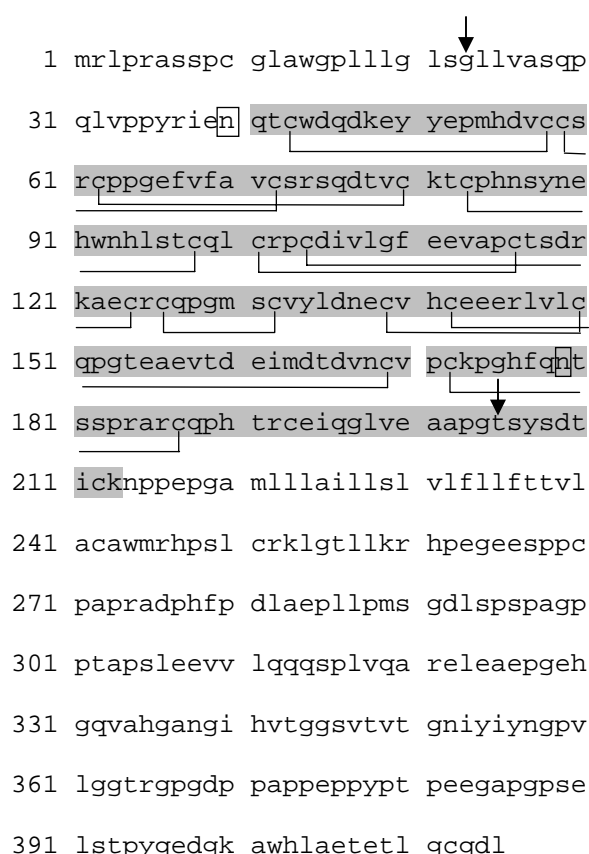 1 mrlprasspc glawgplllg lsgllvasqp
31 qlvppyrien qtcwdqdkey yepmhdvccs
61 rcppgefvfa vcsrsqdtvc ktcphnsyne
91 hwnhlstcql crpcdivlgf eevapctsdr
121 kaecrcqpgm scvyldnecv hceeerlvlc
151 qpgteaevtd eimdtdvncv pckpghfqnt
181 ssprarcqph trceiqglve aapgtsysdt
211 icknppepga mlllaillsl vlfllfttvl
241 acawmrhpsl crklgtllkr hpegeesppc
271 papradphfp dlaepllpms gdlspspagp
301 ptapsleevv lqqqsplvqa releaepgeh
331 gqvahgangi hvtggsvtvt gniyiyngpv
361 lggtrgpgdp pappeppypt peegapgpse
391 lstpyqedgk awhlaetetl gcqdl